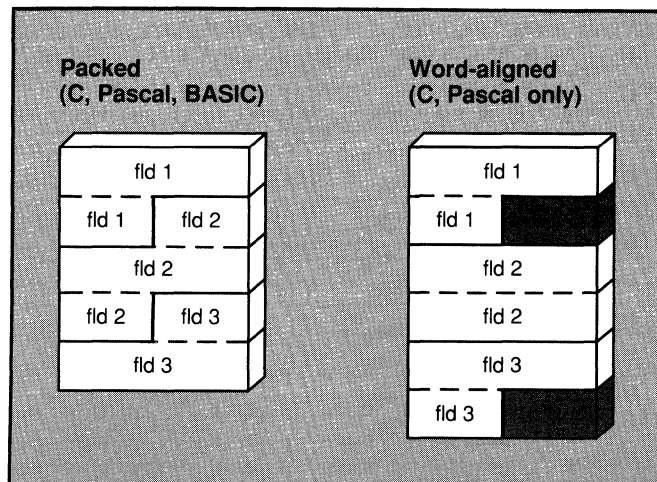 Packed
(C, Pascal, BASIC)
fld 1
fld 1 fld 2
fld 2
fld 2 fld 3
fld 3
Word-aligned
(C, Pascal only)
fld 1
fld 1
fld 2
fld 2
fld 3
fld 3